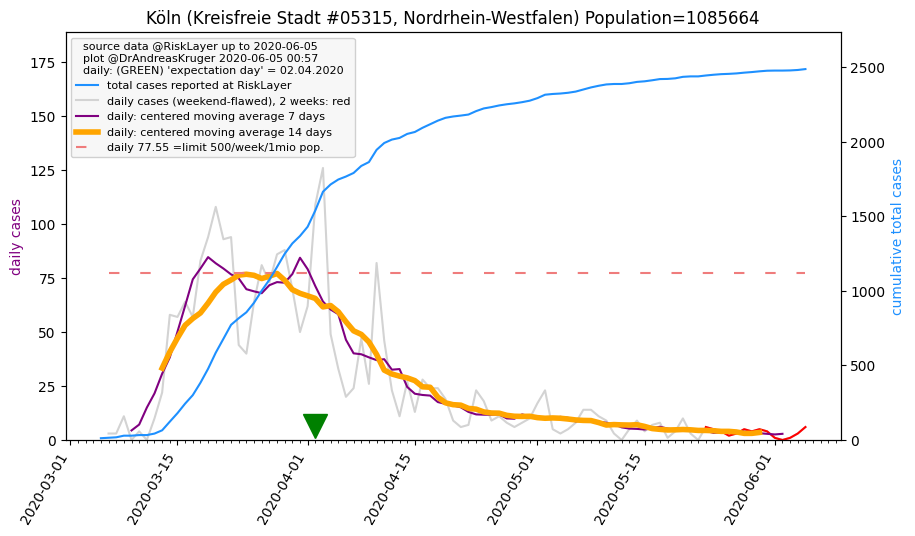 Köln (Kreisfreie Stadt #05315, Nordrhein-Westfalen) Population=1085664
source data @RiskLayer up to 2020-06-05
plot @DrAndreasKruger 2020-06-05 00:57
daily: (GREEN) 'expectation day' = 02.04.2020
total cases reported at RiskLayer
daily cases (weekend-flawed), 2 weeks: red
daily: centered moving average 7 days
daily: centered moving average 14 days
daily 77.55 =limit 500/week/1mio pop.
daily cases
175
150
125
100
75
50
25
0
2500
2000
1500
1000
500
0
cumulative total cases
2020-03-01
2020-03-15
2020-04-01
2020-04-15
2020-05-01
2020-05-15
2020-06-01